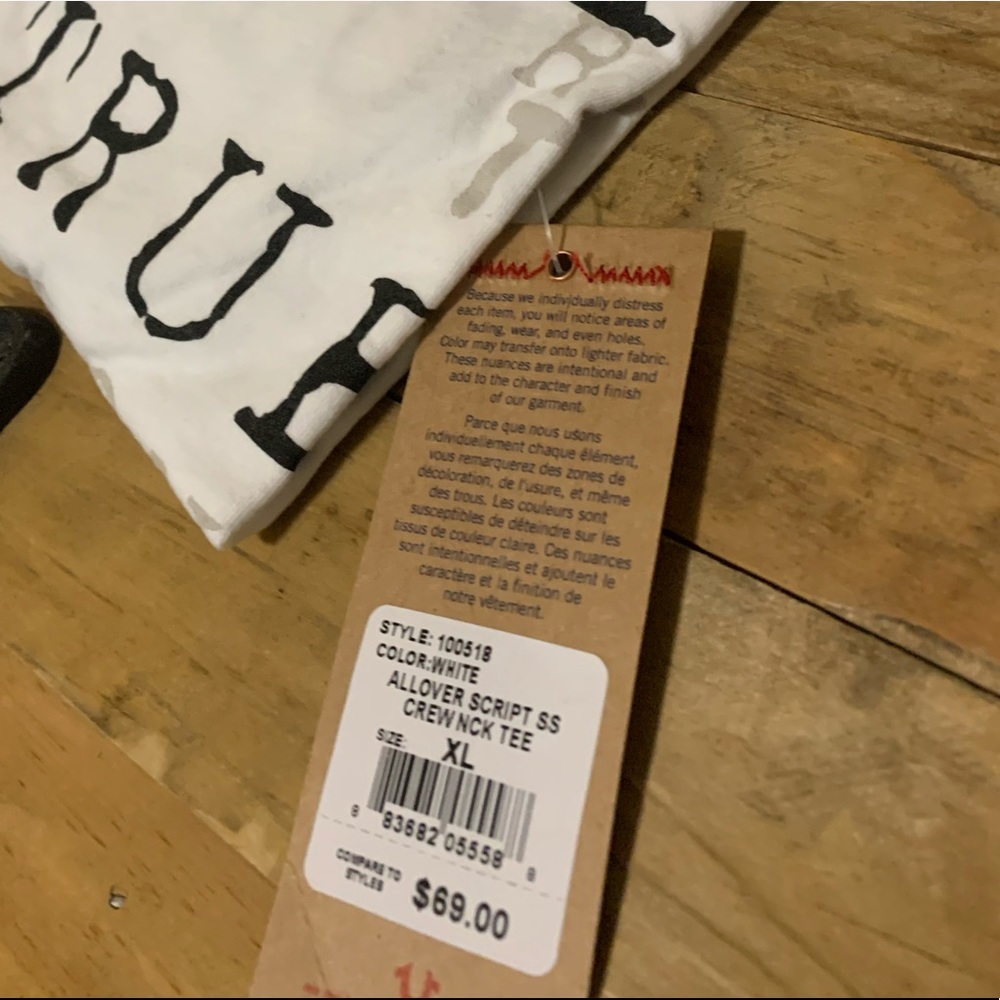 TRUE
R
T
Because we individually distress
each item, you will notice areas of
fading, wear, and even holes.
Color may transfer onto lighter fabric.
These nuances are intentional and
add to the character and finish
of our garment.
Parce que nous usons
individuellement chaque élément,
vous remarquerez des zones de
décoloration, de l'usure, et même
des trous. Les couleurs sont
susceptibles de déteindre sur les
tissus de couleur claire. Ces nuances
sont intentionnelles et ajoutent le
caractère et la finition de
notre vêtement.
STYLE: 100518
COLOR:WHITE
ALLOVER SCRIPT SS
CREW NCK TEE
SIZE: XL
8 83682 05558 9
COMPARE TO
STYLES
$69.00